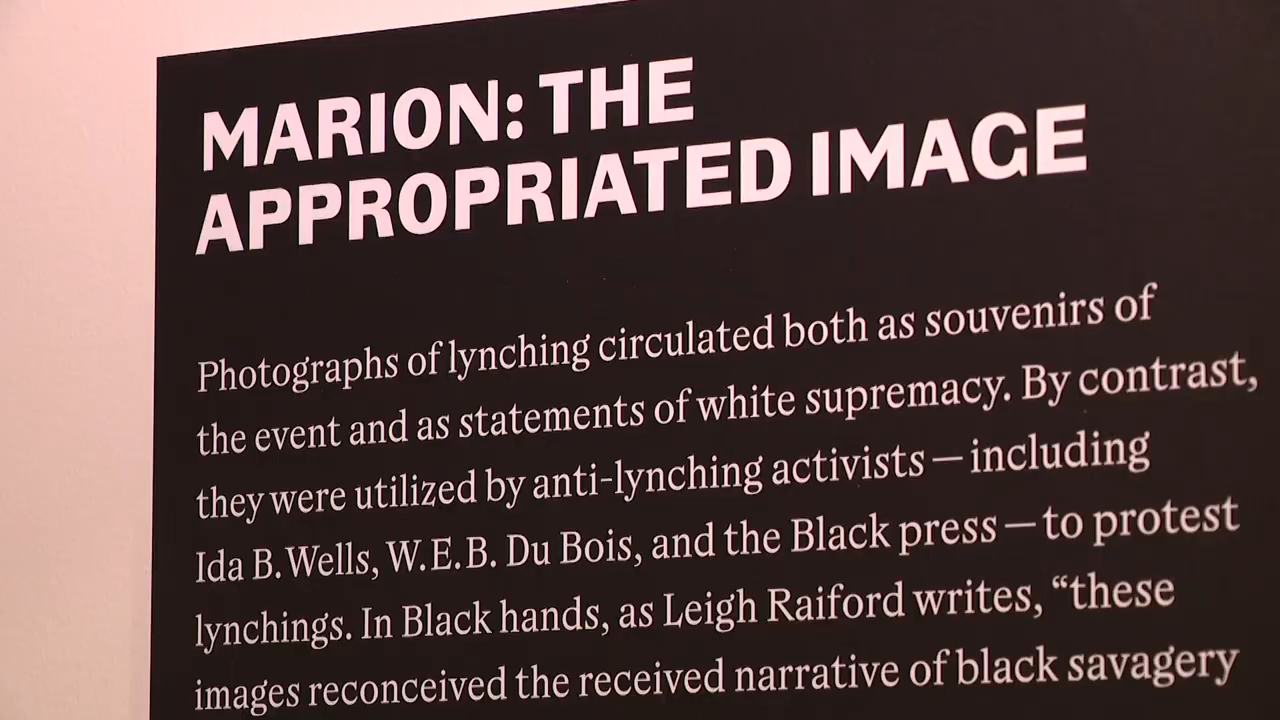 MARION: THE
APPROPRIATED IMAGE
Photographs of lynching circulated both as souvenirs of
the event and as statements of white supremacy. By contrast,
they were utilized by anti-lynching activists — including
Ida B. Wells, W.E.B. Du Bois, and the Black press — to protest
lynchings. In Black hands, as Leigh Raiford writes, “these
images reconceived the received narrative of black savagery